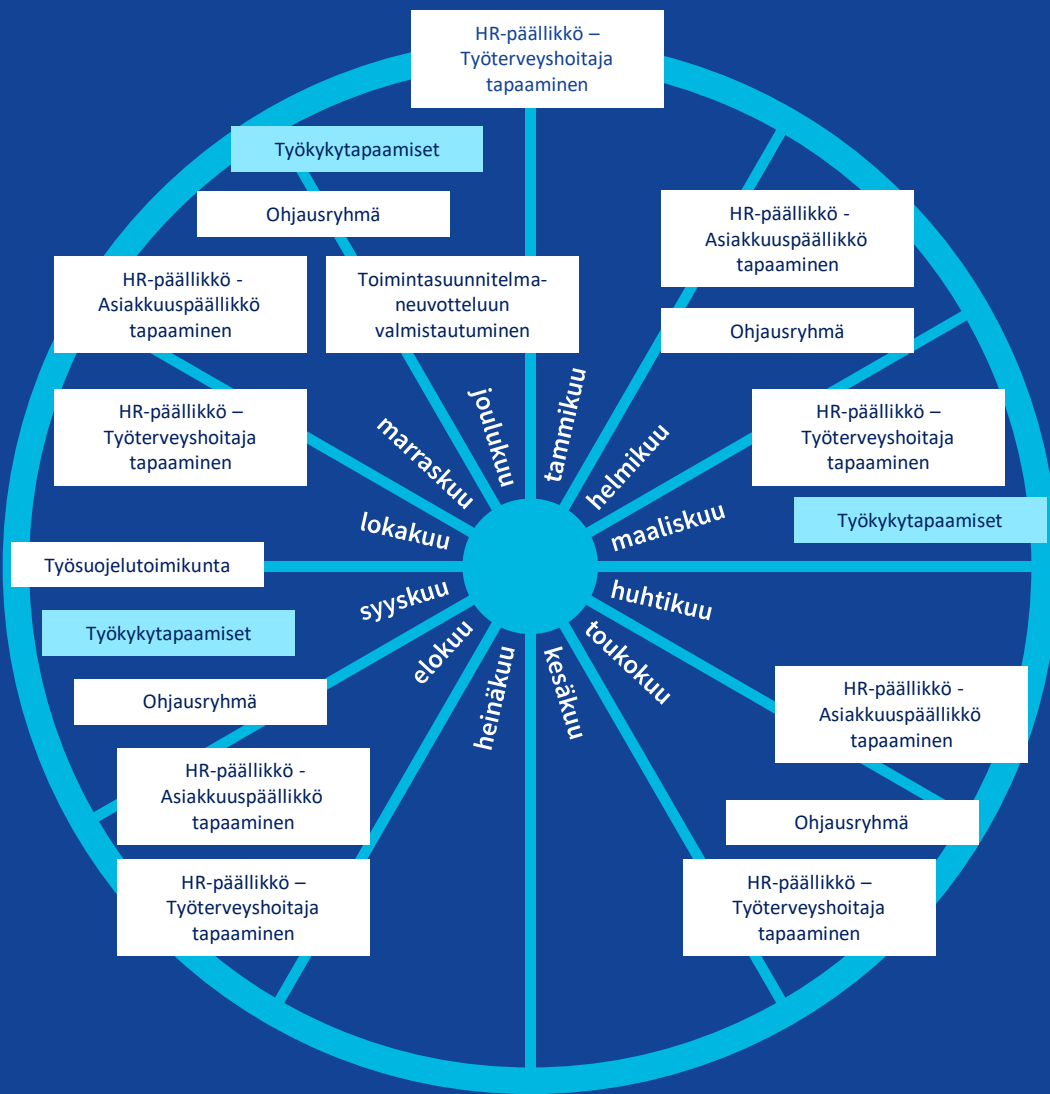 HR-päällikkö –
Työterveyshoitaja
tapaaminen
Työkykytapaamiset
Ohjausryhmä
HR-päällikkö -
Asiakkuuspäällikkö
tapaaminen
Toimintasuunnitelma-
neuvotteluun
valmistautuminen
HR-päällikkö -
Asiakkuuspäällikkö
tapaaminen
Ohjausryhmä
HR-päällikkö –
Työterveyshoitaja
tapaaminen
HR-päällikkö –
Työterveyshoitaja
tapaaminen
Työkykytapaamiset
tammikuu
helmikuu
maaliskuu
huhtikuu
toukokuu
kesäkuu
heinäkuu
elokuu
syyskuu
lokakuu
marraskuu
joulukuu
Työsuojelutoimikunta
Työkykytapaamiset
Ohjausryhmä
HR-päällikkö -
Asiakkuuspäällikkö
tapaaminen
HR-päällikkö –
Työterveyshoitaja
tapaaminen
HR-päällikkö -
Asiakkuuspäällikkö
tapaaminen
Ohjausryhmä
HR-päällikkö –
Työterveyshoitaja
tapaaminen